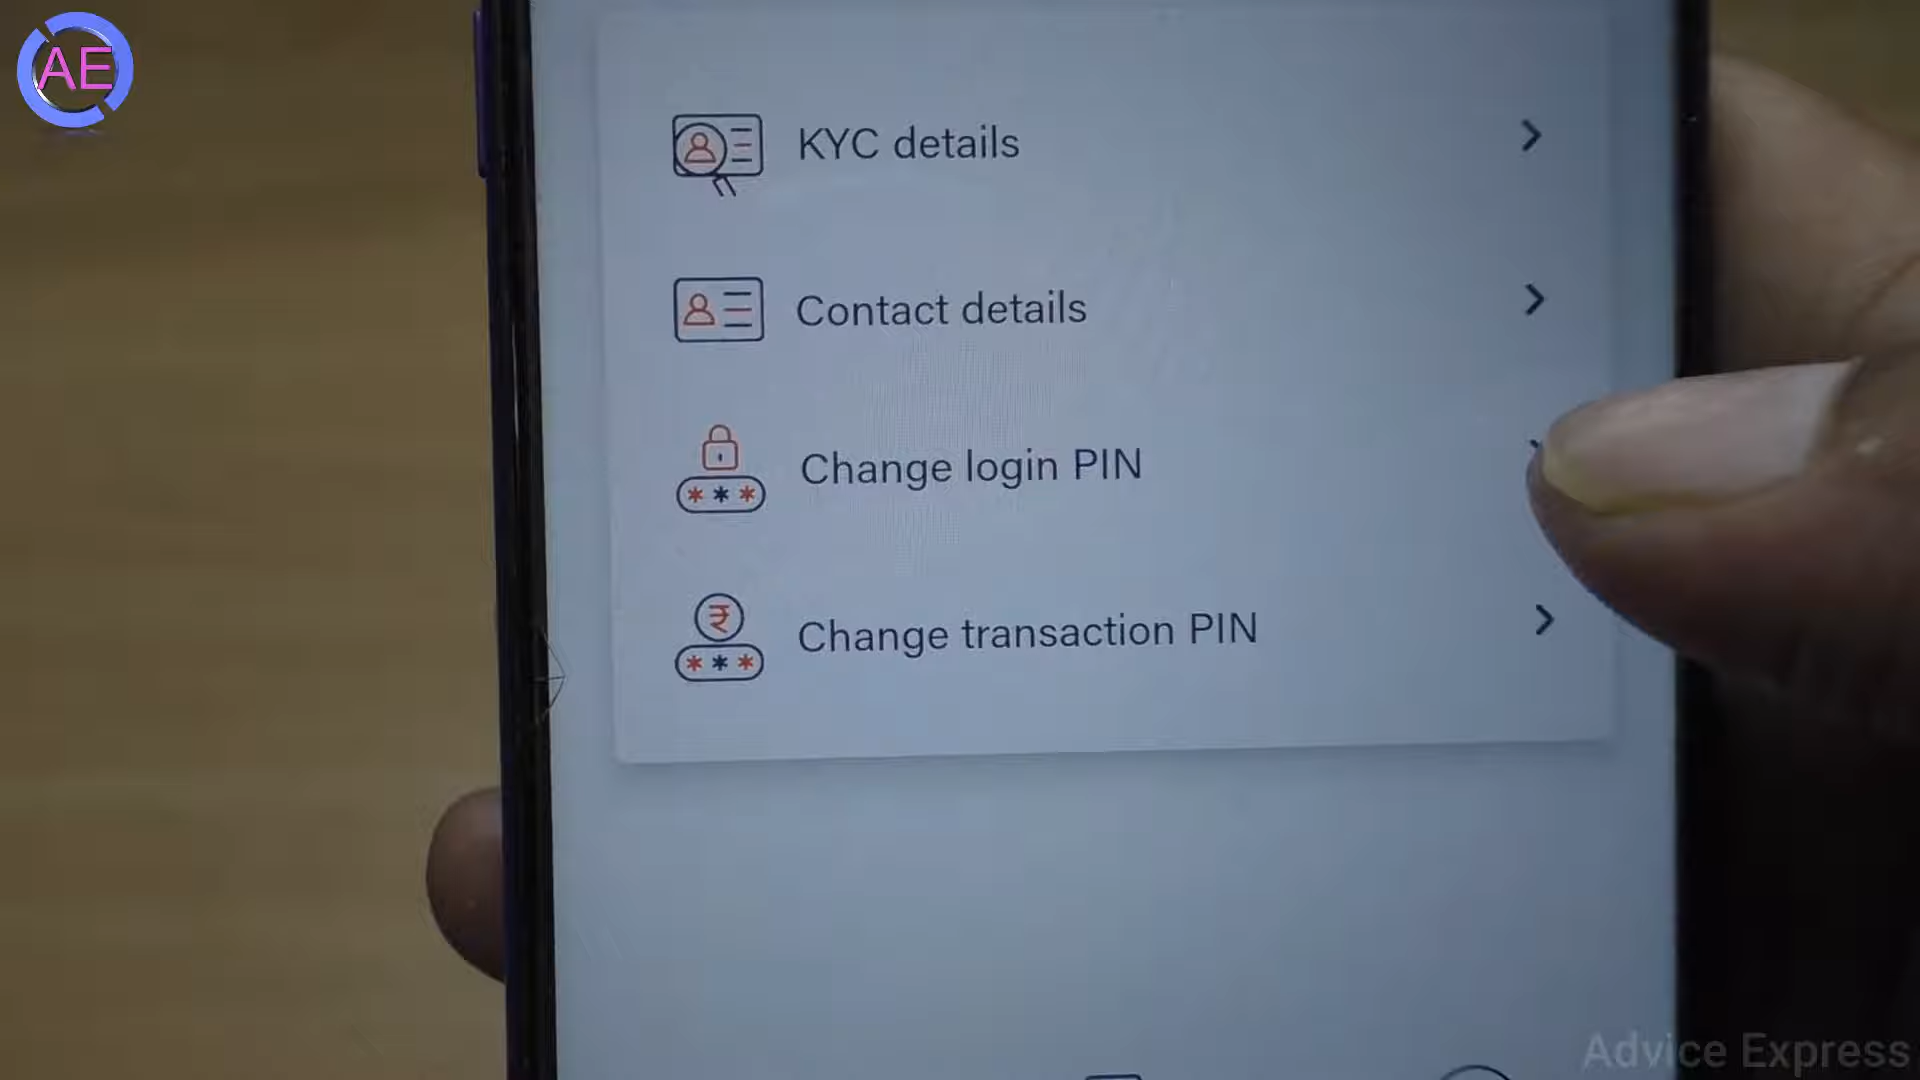 AE
KYC details
Contact details
Change login PIN
₹
***
Change transaction PIN
***
Advice Express